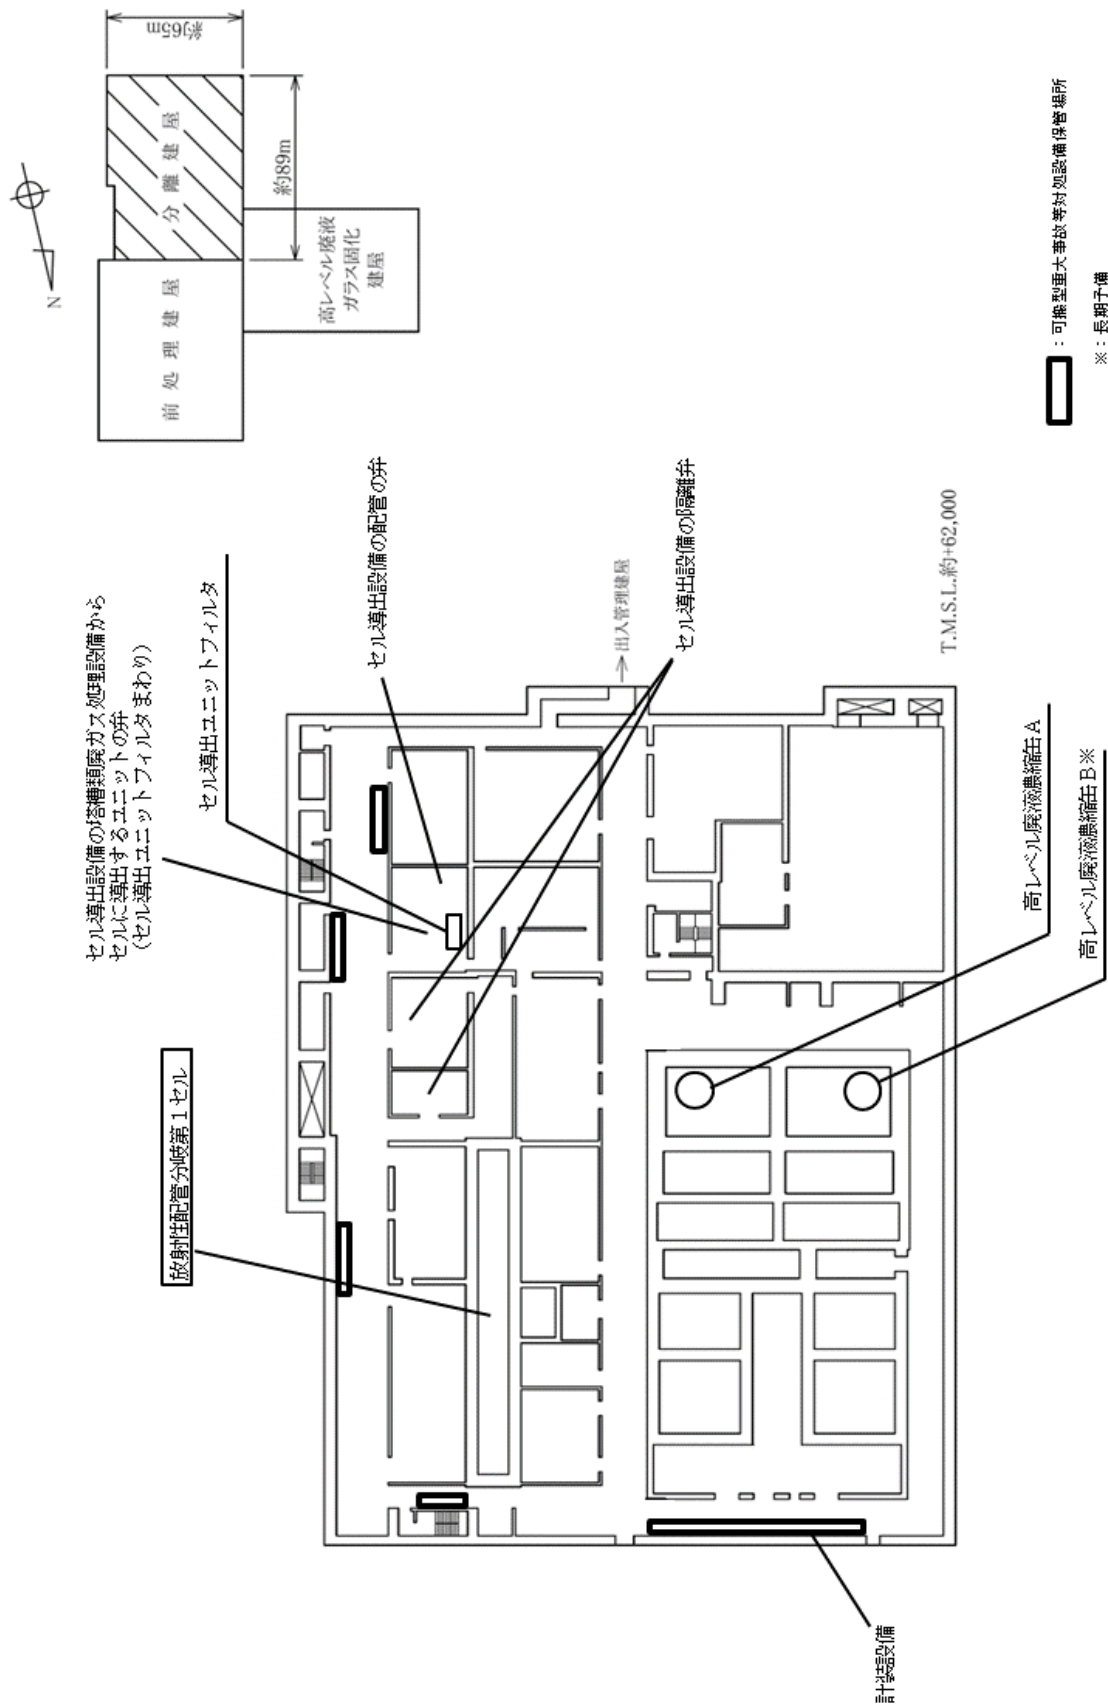 約65m
約89m
N
前処理建屋
分離建屋
高レベル廃液
ガラス固化
建屋
セル導出設備の塔槽類廃ガス処理設備から
セルに導出するユニットの弁
(セル導出ユニットフィルタまわり)
セル導出ユニットフィルタ
セル導出設備の配管の弁
セル導出設備の隔離弁
放射性配管分岐第1セル
→出入管理建屋
T.M.S.L.約+62,000
高レベル廃液濃縮缶A
高レベル廃液濃縮缶B※
計装設備
:可搬型重大事故等対処設備保管場所
※:長期予備